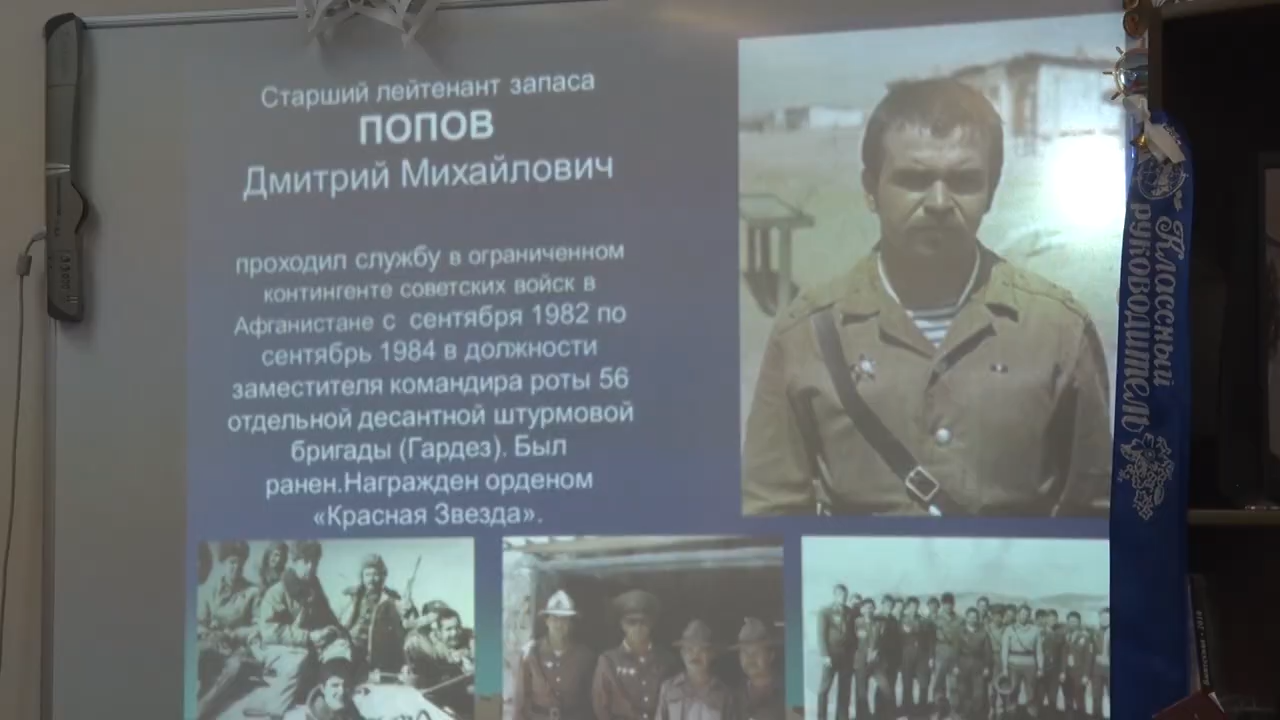 Старший лейтенант запаса
ПОПОВ
Дмитрий Михайлович
проходил службу в ограниченном
контингенте советских войск в
Афганистане с сентября 1982 по
сентябрь 1984 в должности
заместителя командира роты 56
отдельной десантной штурмовой
бригады (Гардез). Был
ранен.Награжден орденом
«Красная Звезда».
Классный
руководитель